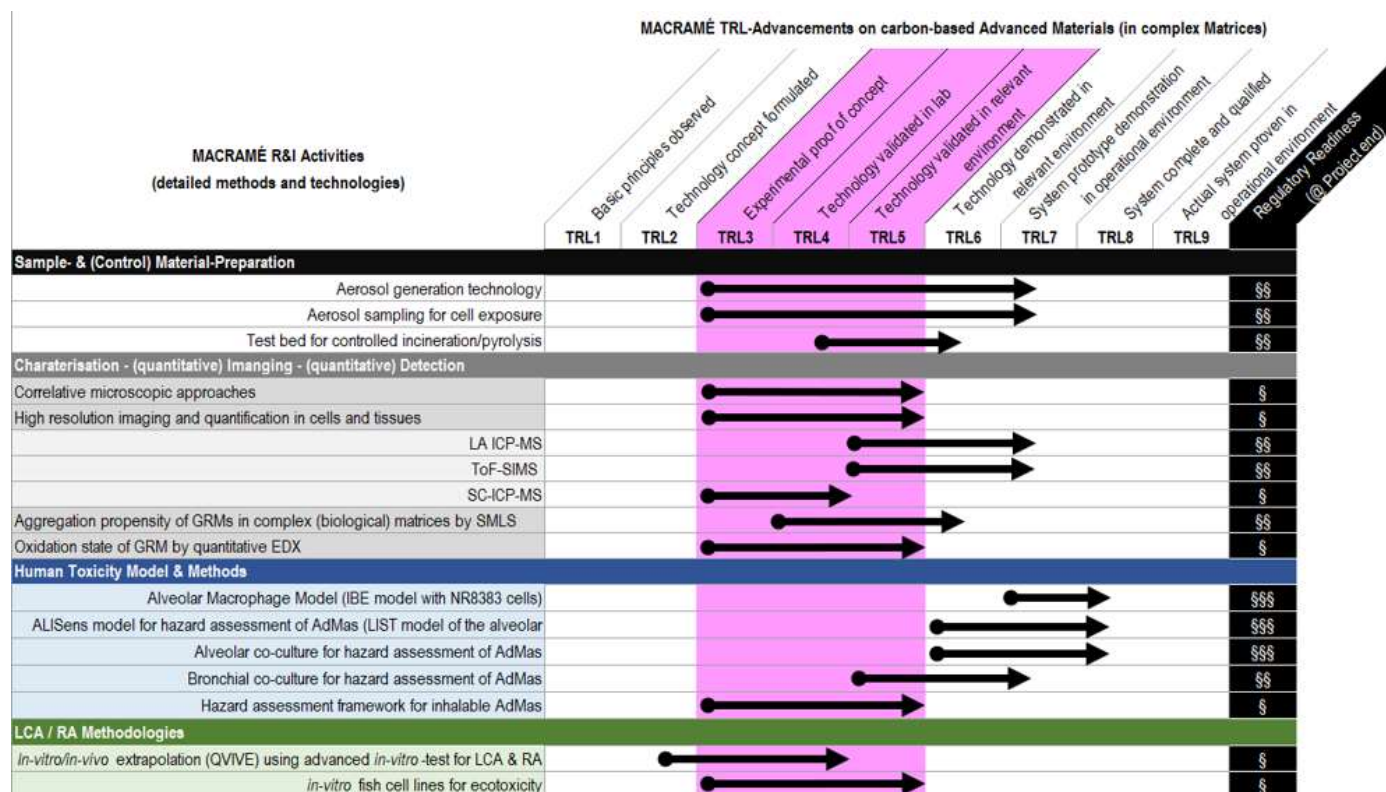 MACRAMÉ TRL-Advancements on carbon-based Advanced Materials (in complex Matrices)
MACRAMÉ R&I Activities
(detailed methods and technologies)
Basic principles observed
Technology concept formulated
Experimental proof of concept
Technology validated in lab
Technology validated in relevant
environment
Technology demonstrated in
relevant environment
System prototype demonstration
in operational environment
System complete and qualified
Actual system proven in
operational environment
Regulatory Readiness
(@ Project end)
TRL1 TRL2 TRL3 TRL4 TRL5 TRL6 TRL7 TRL8 TRL9
Sample- & (Control) Material-Preparation
Aerosol generation technology §§
Aerosol sampling for cell exposure §§
Test bed for controlled incineration/pyrolysis §§
Charaterisation - (quantitative) Imanging - (quantitative) Detection
Correlative microscopic approaches §
High resolution imaging and quantification in cells and tissues §
LA ICP-MS §§
ToF-SIMS §§
SC-ICP-MS §
Aggregation propensity of GRMs in complex (biological) matrices by SMLS §§
Oxidation state of GRM by quantitative EDX §
Human Toxicity Model & Methods
Alveolar Macrophage Model (IBE model with NR8383 cells) §§§
ALISens model for hazard assessment of AdMas (LIST model of the alveolar §§§
Alveolar co-culture for hazard assessment of AdMas §§§
Bronchial co-culture for hazard assessment of AdMas §§
Hazard assessment framework for inhalable AdMas §
LCA / RA Methodologies
In-vitro/in-vivo extrapolation (QVIVE) using advanced in-vitro -test for LCA & RA §
in-vitro fish cell lines for ecotoxicity §